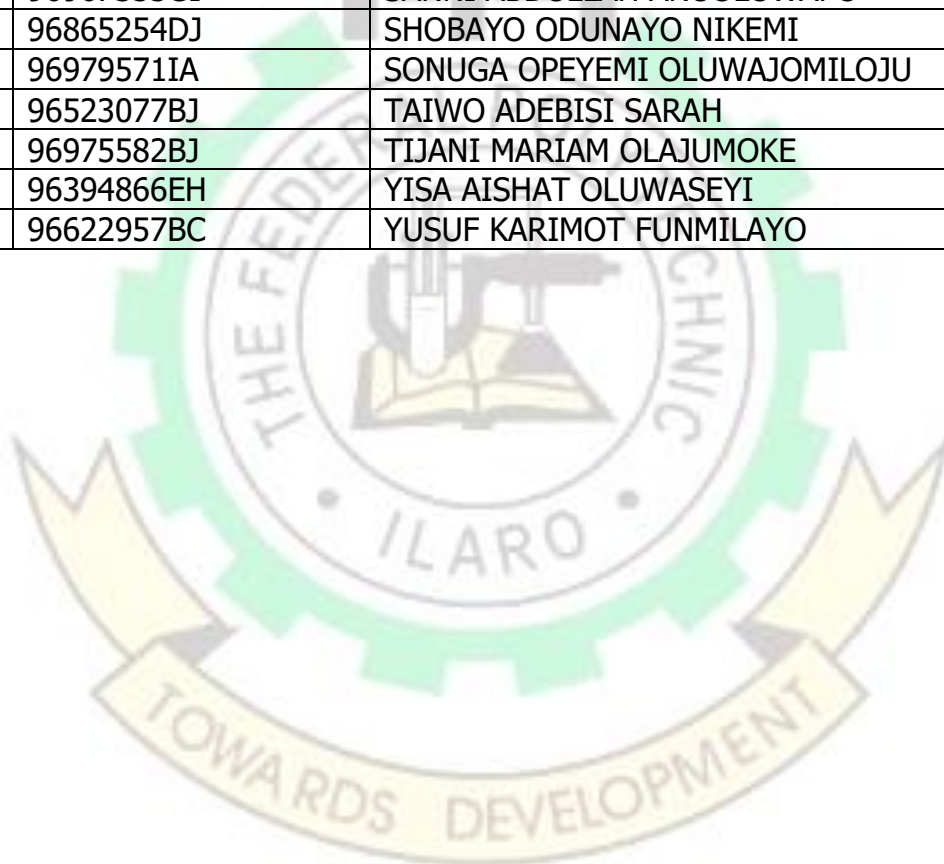 96865254DJ SHOBAYO ODUNAYO NIKEMI
96979571IA SONUGA OPEYEMI OLUWAJOMILOJU
96523077BJ TAIWO ADEBISI SARAH
96975582BJ TIJANI MARIAM OLAJUMOKE
96394866EH YISA AISHAT OLUWASEYI
96622957BC YUSUF KARIMOT FUNMILAYO
THE FEDERAL POLYTECHNIC
• ILARO •
TOWARDS DEVELOPMENT